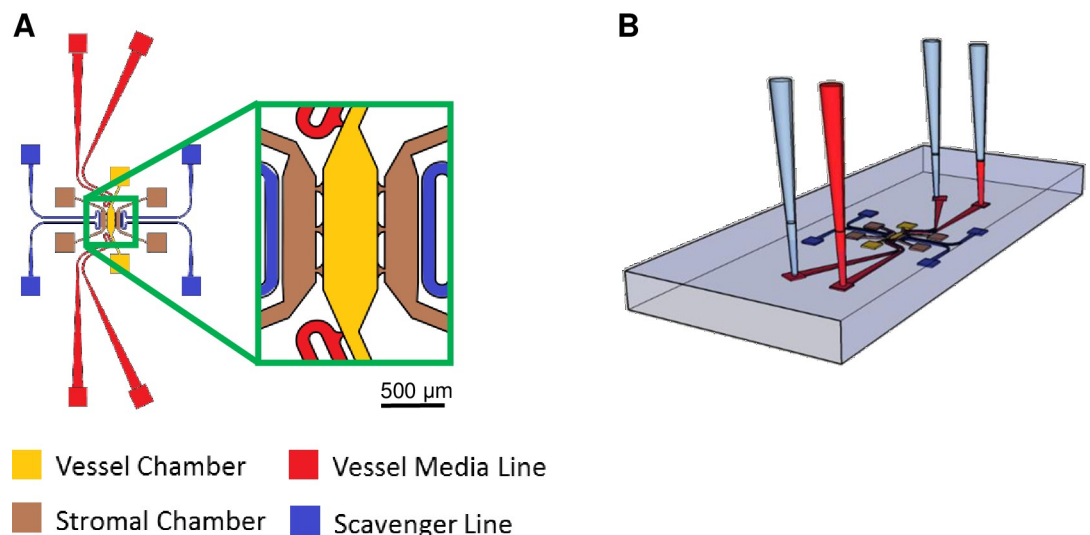 A
B
500 µm
Vessel Chamber
Vessel Media Line
Stromal Chamber
Scavenger Line